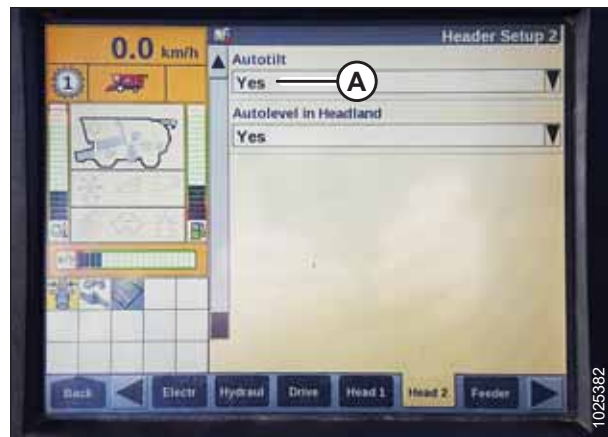 Header Setup 2
0.0 km/h
1
Autotilt
Yes
A
Autolevel in Headland
Yes
Back
Electr
Hydraul
Drive
Head 1
Head 2
Feeder
1025382